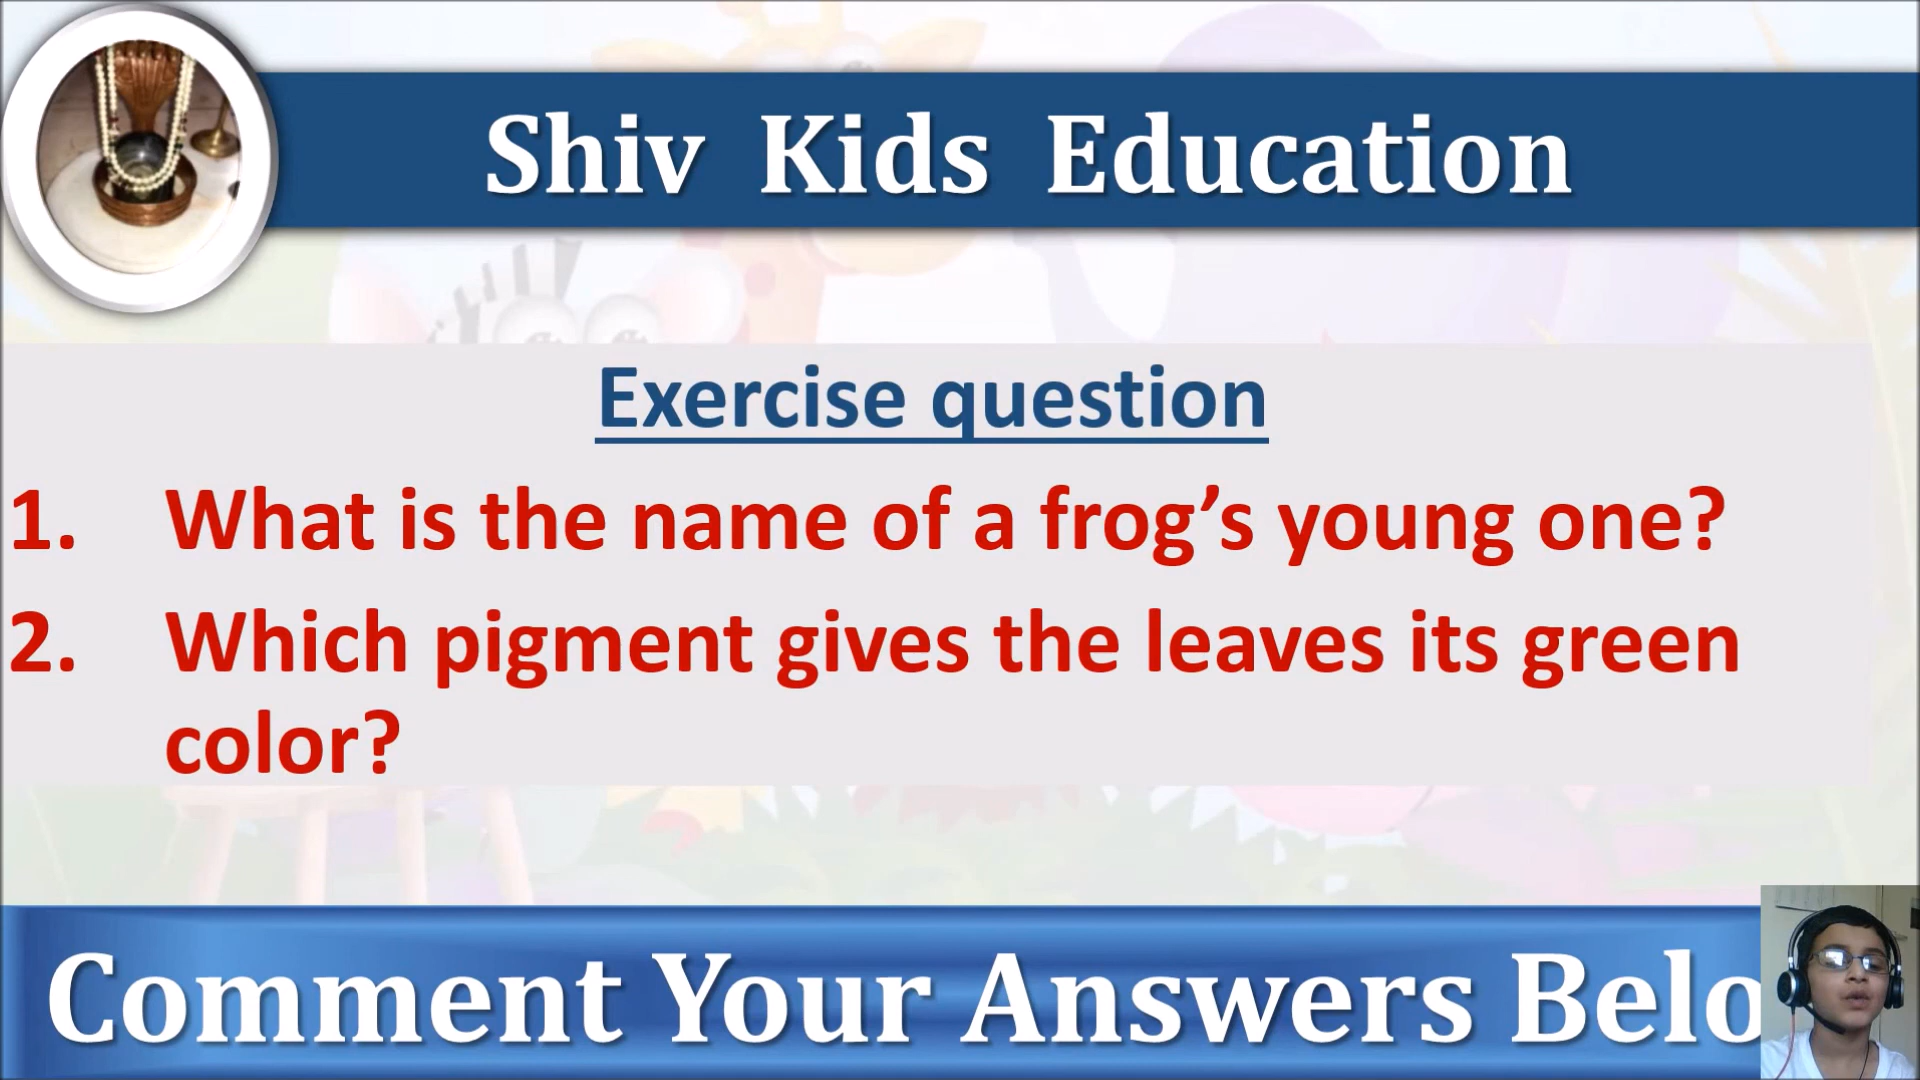 Shiv Kids Education
Exercise question
1. What is the name of a frog’s young one?
2. Which pigment gives the leaves its green
color?
Comment Your Answers Belo